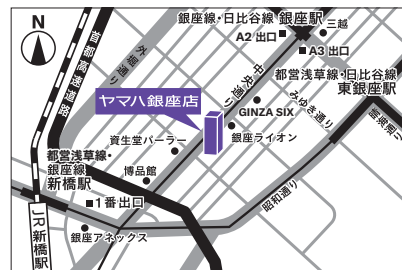 N
銀座線・日比谷線 銀座駅
三越
A2 出口
A3 出口
首都高速道路
外堀通り
中央通り
都営浅草線・日比谷線
東銀座駅
ヤマハ銀座店
みゆき通り
晴海通り
GINZA SIX
銀座ライオン
資生堂パーラー
都営浅草線・
銀座線
新橋駅
博品館
昭和通り
1番出口
JR 新橋駅
銀座アネックス